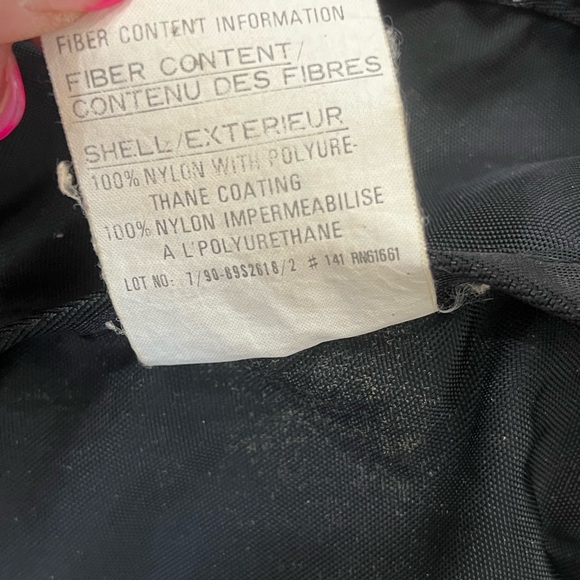 FIBER CONTENT INFORMATION
FIBER CONTENT/
CONTENU DES FIBRES
SHELL/EXTERIEUR
100% NYLON WITH POLYURE-
THANE COATING
100% NYLON IMPERMEABILISE
A L'POLYURETHANE
LOT NO: 7/90-89S2618/2 # 141 RN61661